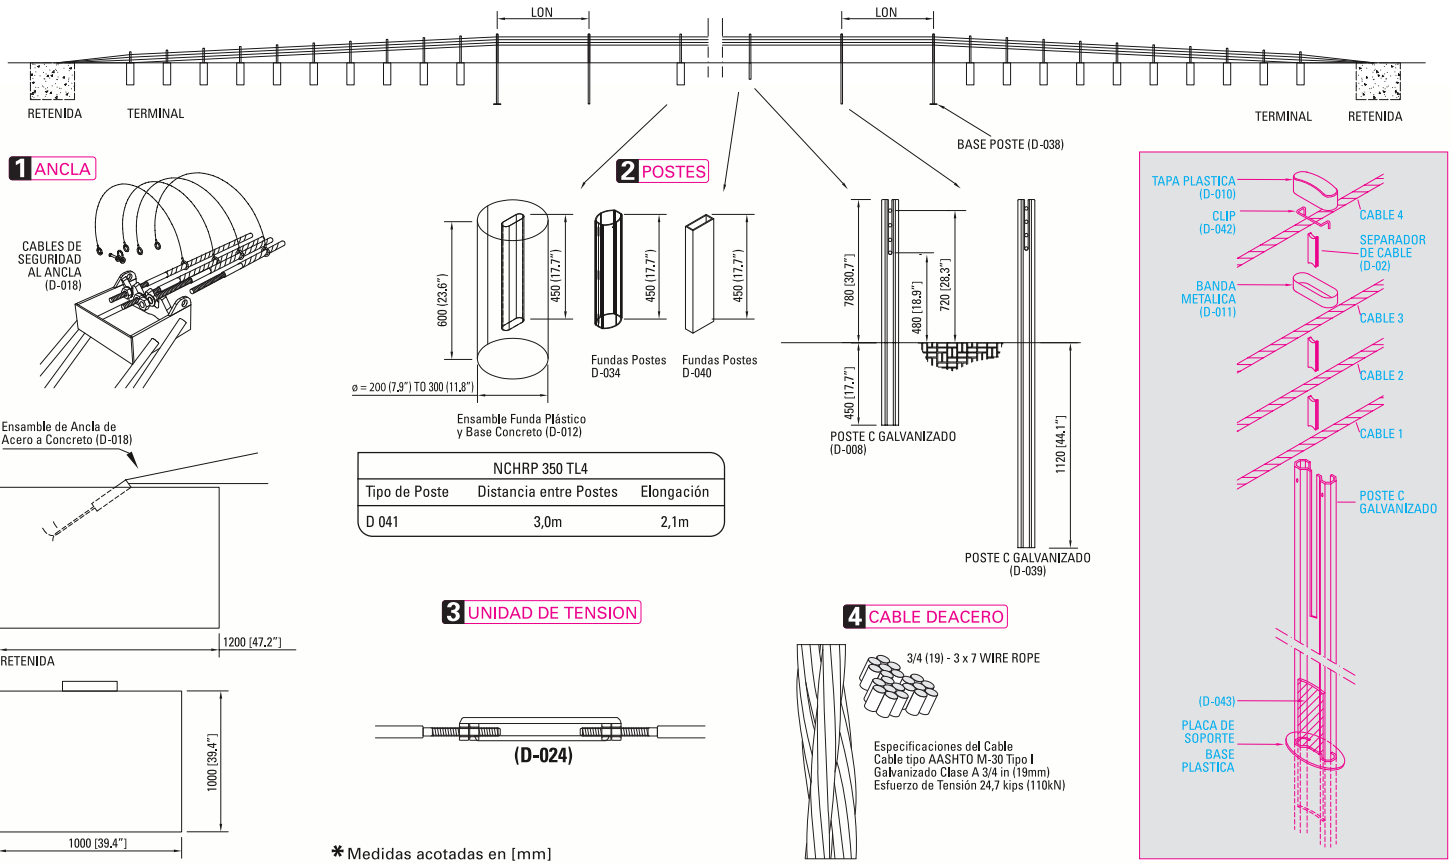 LON
LON
RETENIDA
TERMINAL
TERMINAL
RETENIDA
BASE POSTE (D-038)
1 ANCLA
CABLES DE
SEGURIDAD
AL ANCLA
(D-018)
Ensamble de Ancla de
Acero a Concreto (D-018)
1200 [47.2"]
RETENIDA
1000 [39.4"]
1000 [39.4"]
2 POSTES
600 (23.6")
450 (17.7")
450 (17.7")
450 (17.7")
ø = 200 (7.9") TO 300 (11.8")
Fundas Postes
D-034
Fundas Postes
D-040
Ensamble Funda Plástico
y Base Concreto (D-012)
NCHRP 350 TL4
Tipo de Poste Distancia entre Postes Elongación
D 041 3,0m 2,1m
780 [30.7"]
480 [18.9"]
720 [28,3"]
450 [17.7"]
1120 [44.1"]
POSTE C GALVANIZADO
(D-008)
POSTE C GALVANIZADO
(D-039)
3 UNIDAD DE TENSION
(D-024)
4 CABLE DEACERO
3/4 (19) - 3 x 7 WIRE ROPE
Especificaciones del Cable
Cable tipo AASHTO M-30 Tipo I
Galvanizado Clase A 3/4 in (19mm)
Esfuerzo de Tensión 24,7 kips (110kN)
* Medidas acotadas en [mm]
TAPA PLASTICA
(D-010)
CLIP
(D-042)
CABLE 4
SEPARADOR
DE CABLE
(D-02)
BANDA
METALICA
(D-011)
CABLE 3
CABLE 2
CABLE 1
POSTE C
GALVANIZADO
(D-043)
PLACA DE
SOPORTE
BASE
PLASTICA